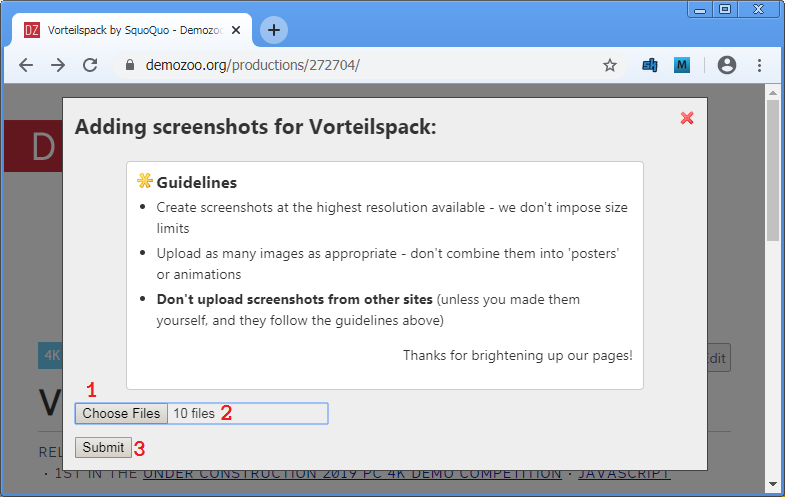 DZ Vorteilspack by SquoQuo - Demozo
demozo.org/productions/272704/
M
D
Adding screenshots for Vorteilspack:
Guidelines
Create screenshots at the highest resolution available - we don't impose size
limits
Upload as many images as appropriate - don't combine them into 'posters'
or animations
Don't upload screenshots from other sites (unless you made them
yourself, and they follow the guidelines above)
Thanks for brightening up our pages!
4K
dit
1
V
Choose Files 10 files 2
Submit 3
REL
· 1ST IN THE UNDER CONSTRUCTION 2019 PC 4K DEMO COMPETITION · JAVASCRIPT